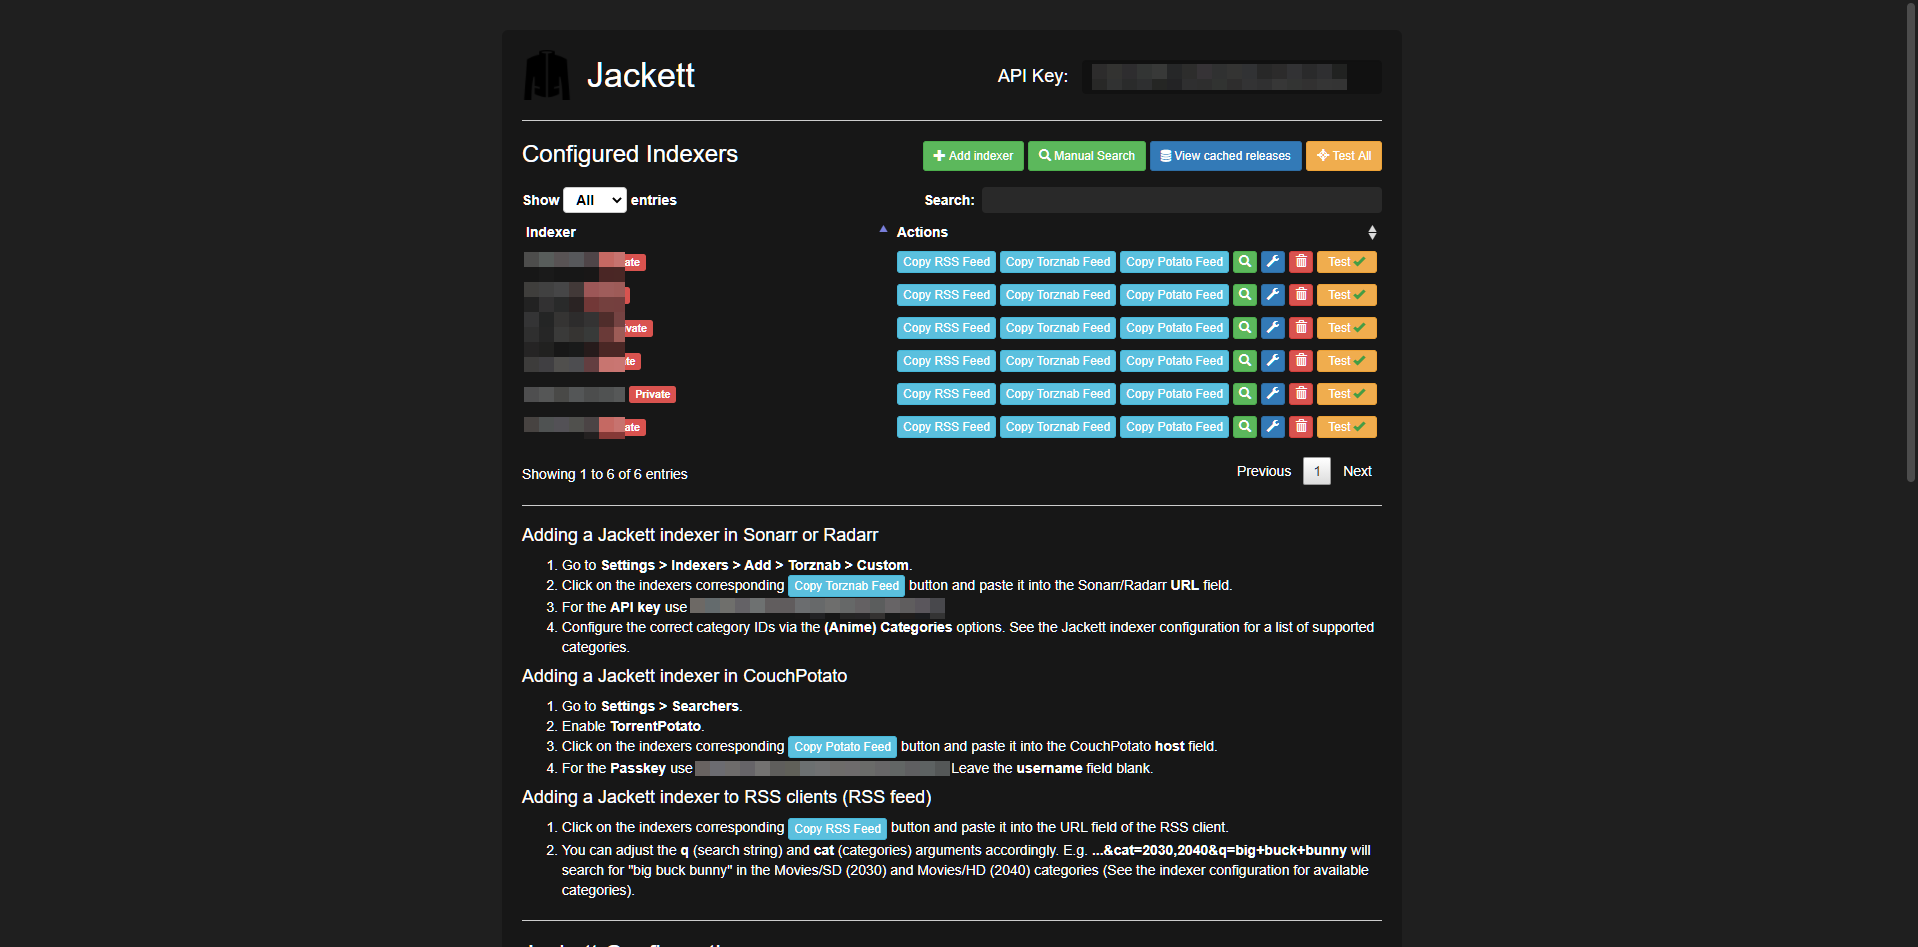 Jackett
API Key:
Configured Indexers
Add indexer Manual Search View cached releases Test All
Show All entries Search:
Indexer Actions
Copy RSS Feed Copy Torznab Feed Copy Potato Feed Test
Copy RSS Feed Copy Torznab Feed Copy Potato Feed Test
Copy RSS Feed Copy Torznab Feed Copy Potato Feed Test
Copy RSS Feed Copy Torznab Feed Copy Potato Feed Test
Private Copy RSS Feed Copy Torznab Feed Copy Potato Feed Test
Copy RSS Feed Copy Torznab Feed Copy Potato Feed Test
Showing 1 to 6 of 6 entries Previous 1 Next
Adding a Jackett indexer in Sonarr or Radarr
1. Go to Settings > Indexers > Add > Torznab > Custom.
2. Click on the indexers corresponding Copy Torznab Feed button and paste it into the Sonarr/Radarr URL field.
3. For the API key use
4. Configure the correct category IDs via the (Anime) Categories options. See the Jackett indexer configuration for a list of supported
categories.
Adding a Jackett indexer in CouchPotato
1. Go to Settings > Searchers.
2. Enable TorrentPotato.
3. Click on the indexers corresponding Copy Potato Feed button and paste it into the CouchPotato host field.
4. For the Passkey use Leave the username field blank.
Adding a Jackett indexer to RSS clients (RSS feed)
1. Click on the indexers corresponding Copy RSS Feed button and paste it into the URL field of the RSS client.
2. You can adjust the q (search string) and cat (categories) arguments accordingly. E.g. ...&cat=2030,2040&q=big+buck+bunny will
search for "big buck bunny" in the Movies/SD (2030) and Movies/HD (2040) categories (See the indexer configuration for available
categories).